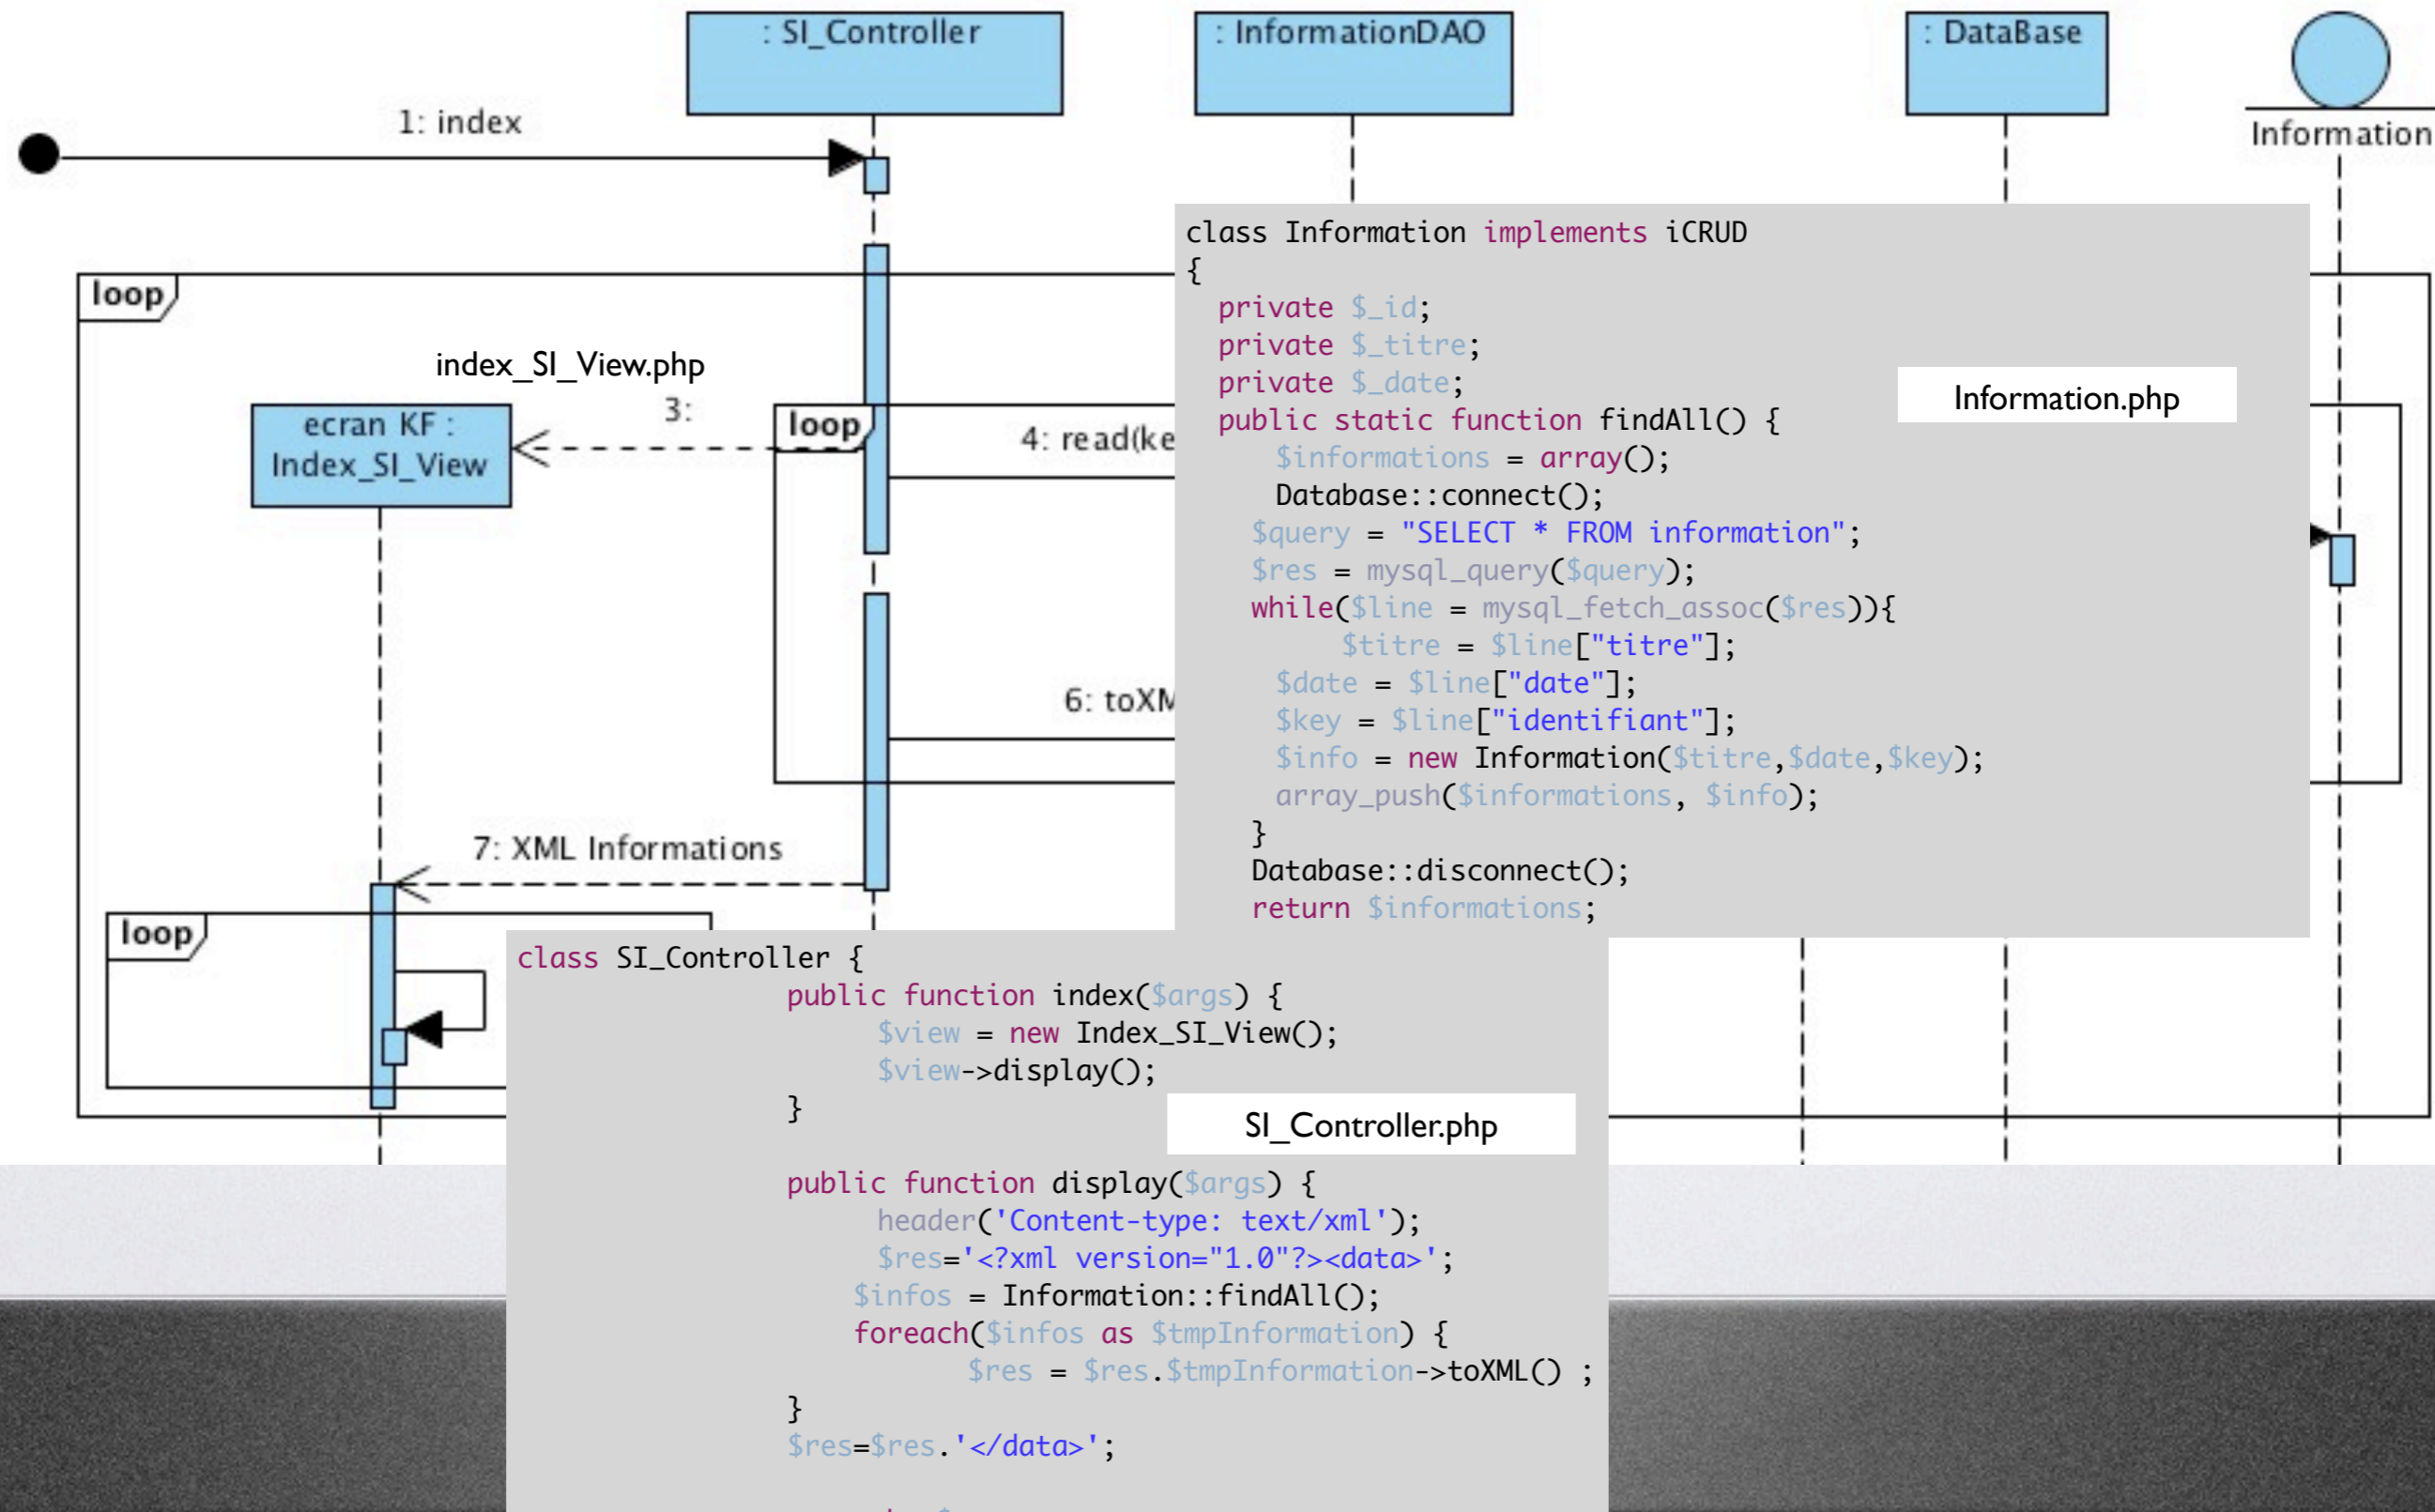 : SI_Controller
: InformationDAO
: DataBase
Information
1: index
loop
index_SI_View.php
3:
ecran KF :
Index_SI_View
loop
4: read(ke
6: toXM
7: XML Informations
loop
class Information implements iCRUD
{
private $_id;
private $_titre;
private $_date;
public static function findAll() {
$informations = array();
Database::connect();
$query = "SELECT * FROM information";
$res = mysql_query($query);
while($line = mysql_fetch_assoc($res)){
$titre = $line["titre"];
$date = $line["date"];
$key = $line["identifiant"];
$info = new Information($titre,$date,$key);
array_push($informations, $info);
}
Database::disconnect();
return $informations;
Information.php
class SI_Controller {
public function index($args) {
$view = new Index_SI_View();
$view->display();
}
SI_Controller.php
public function display($args) {
header('Content-type: text/xml');
$res='<?xml version="1.0"?><data>';
$infos = Information::findAll();
foreach($infos as $tmpInformation) {
$res = $res.$tmpInformation->toXML() ;
}
$res=$res.'</data>';